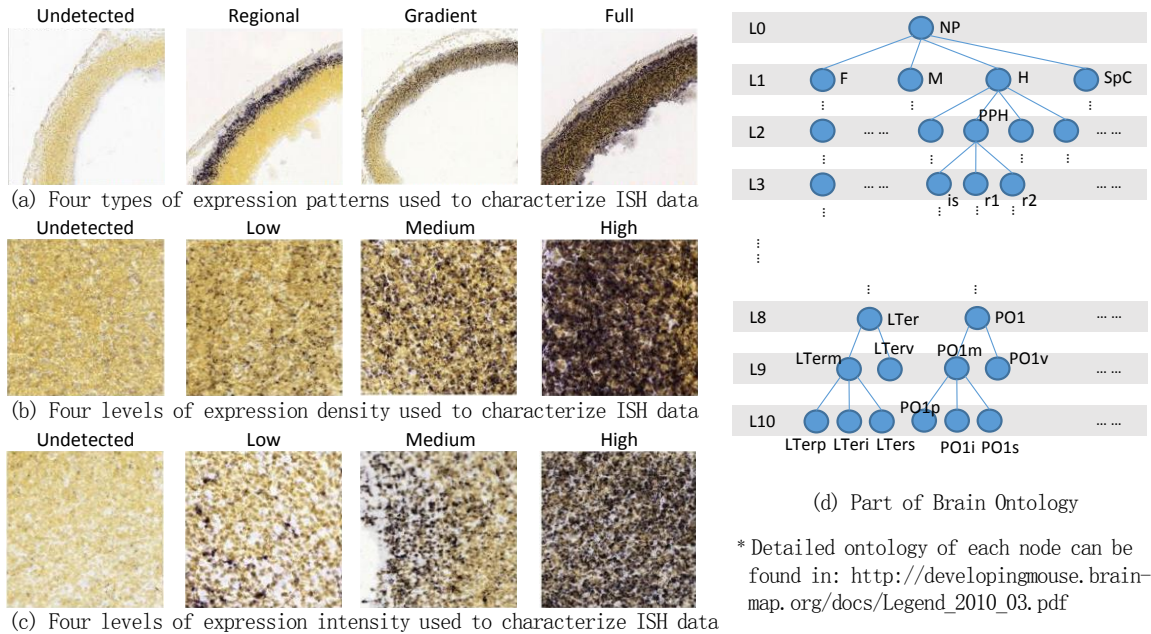 Undetected Regional Gradient Full
(a) Four types of expression patterns used to characterize ISH data
Undetected Low Medium High
(b) Four levels of expression density used to characterize ISH data
Undetected Low Medium High
(c) Four levels of expression intensity used to characterize ISH data
L0 NP
L1 F M H SpC
PPH
L2 ... ...  ... ...
L3 ... ...  ... ...
is r1 r2
L8 LTer PO1 ... ...
LTerm LTerv PO1m PO1v
L9 ... ...
PO1p
L10 ... ...
LTerp LTeri LTers PO1i PO1s
(d) Part of Brain Ontology
* Detailed ontology of each node can be
found in: http://developingmouse.brain-
map.org/docs/Legend_2010_03.pdf